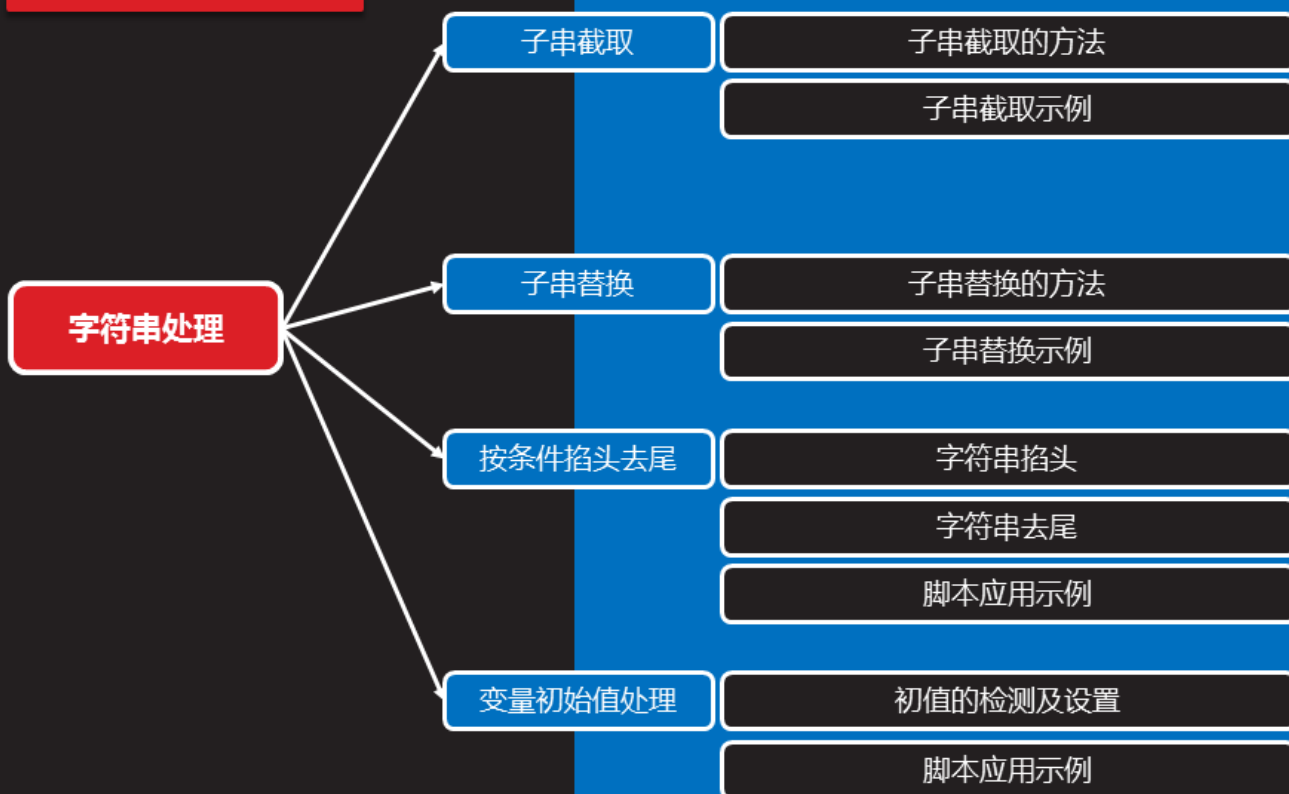 子串截取
子串截取的方法
子串截取示例
子串替换
子串替换的方法
子串替换示例
字符串处理
按条件掐头去尾
字符串掐头
字符串去尾
脚本应用示例
变量初始值处理
初值的检测及设置
脚本应用示例